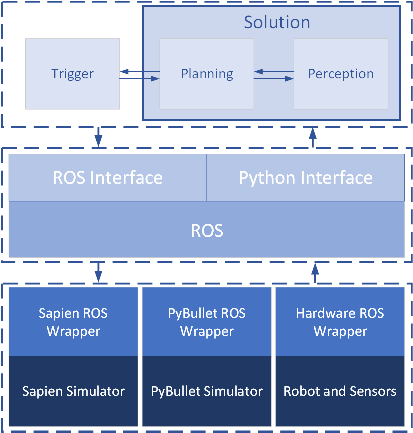 Solution
Trigger
Planning
Perception
ROS Interface
Python Interface
ROS
Sapien ROS
Wrapper
PyBullet ROS
Wrapper
Hardware ROS
Wrapper
Sapien Simulator
PyBullet Simulator
Robot and Sensors